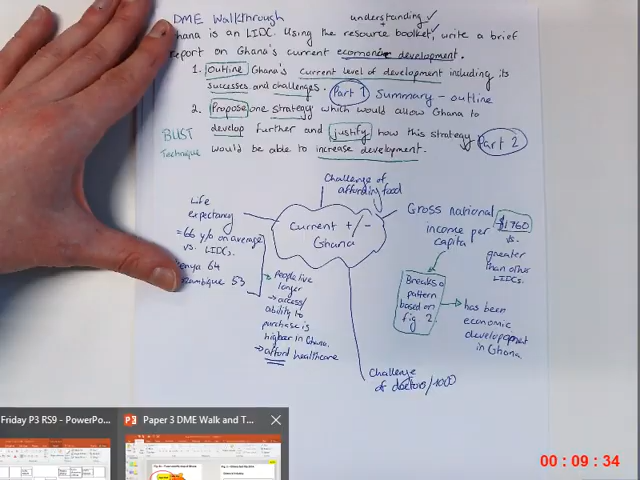 DME Walkthrough
understanding ✓
Ghana is an LIDC. Using the resource booklet, write a brief
report on Ghana's current economic development.
1. Outline Ghana's current level of development including its
successes and challenges. Part 1 Summary - outline
2. Propose one strategy which would allow Ghana to
develop further and justify how this strategy
would be able to increase development.
Part 2
BUST
Technique
Challenge of
affording food
Current +/-
Ghana
Life
expectancy
= 66 y/o on average
vs. LIDCs.
Kenya 64
53
→ People live
longer
→ access/
ability to
purchase is
higher in Ghana.
→ afford healthcare
Gross national
income per
capita
$1760
vs.
greater
than other
LIDCs.
Breaks a
pattern
based on
fig 2.
→ has been
economic
development
in Ghana
Challenge
of doctors/1000
Friday P3 RS9 - PowerPo...
Paper 3 DME Walk and T...
00 : 09 : 34